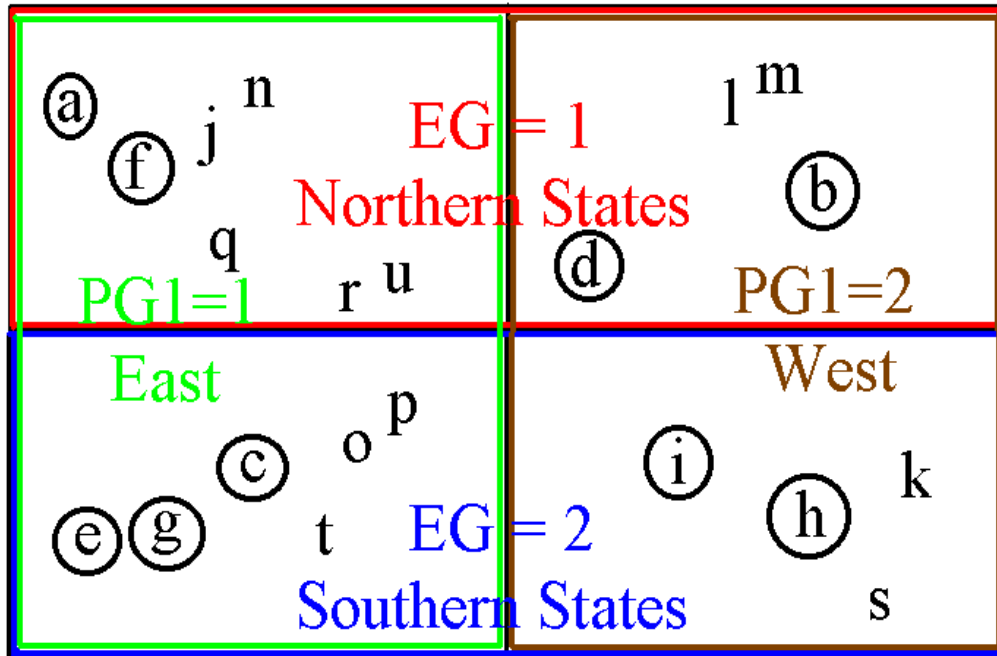 a
f
j
n
EG = 1
l
m
Northern States
b
q
r
u
d
PG1=1
PG1=2
East
West
e
g
c
o
p
t
i
h
k
EG = 2
Southern States
s